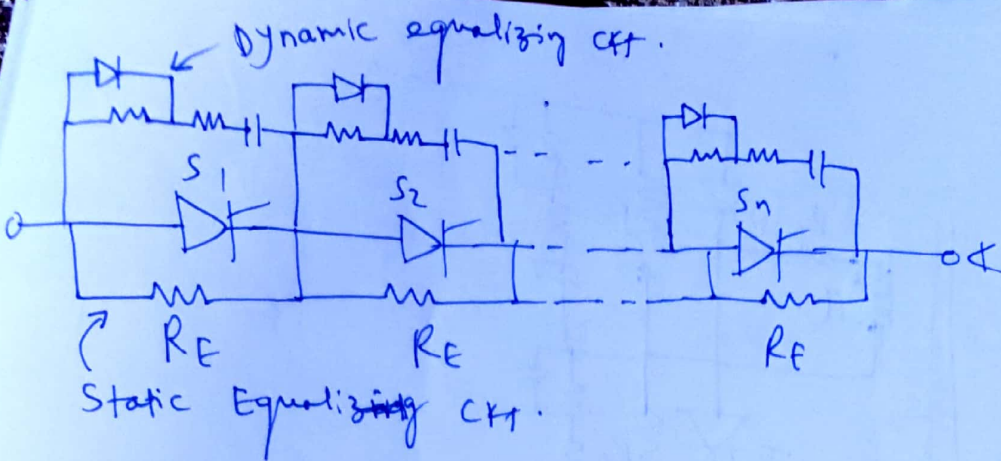 Dynamic equalizing ckt.
S1
S2
Sn
RE
RE
RE
Static Equalizing ckt.